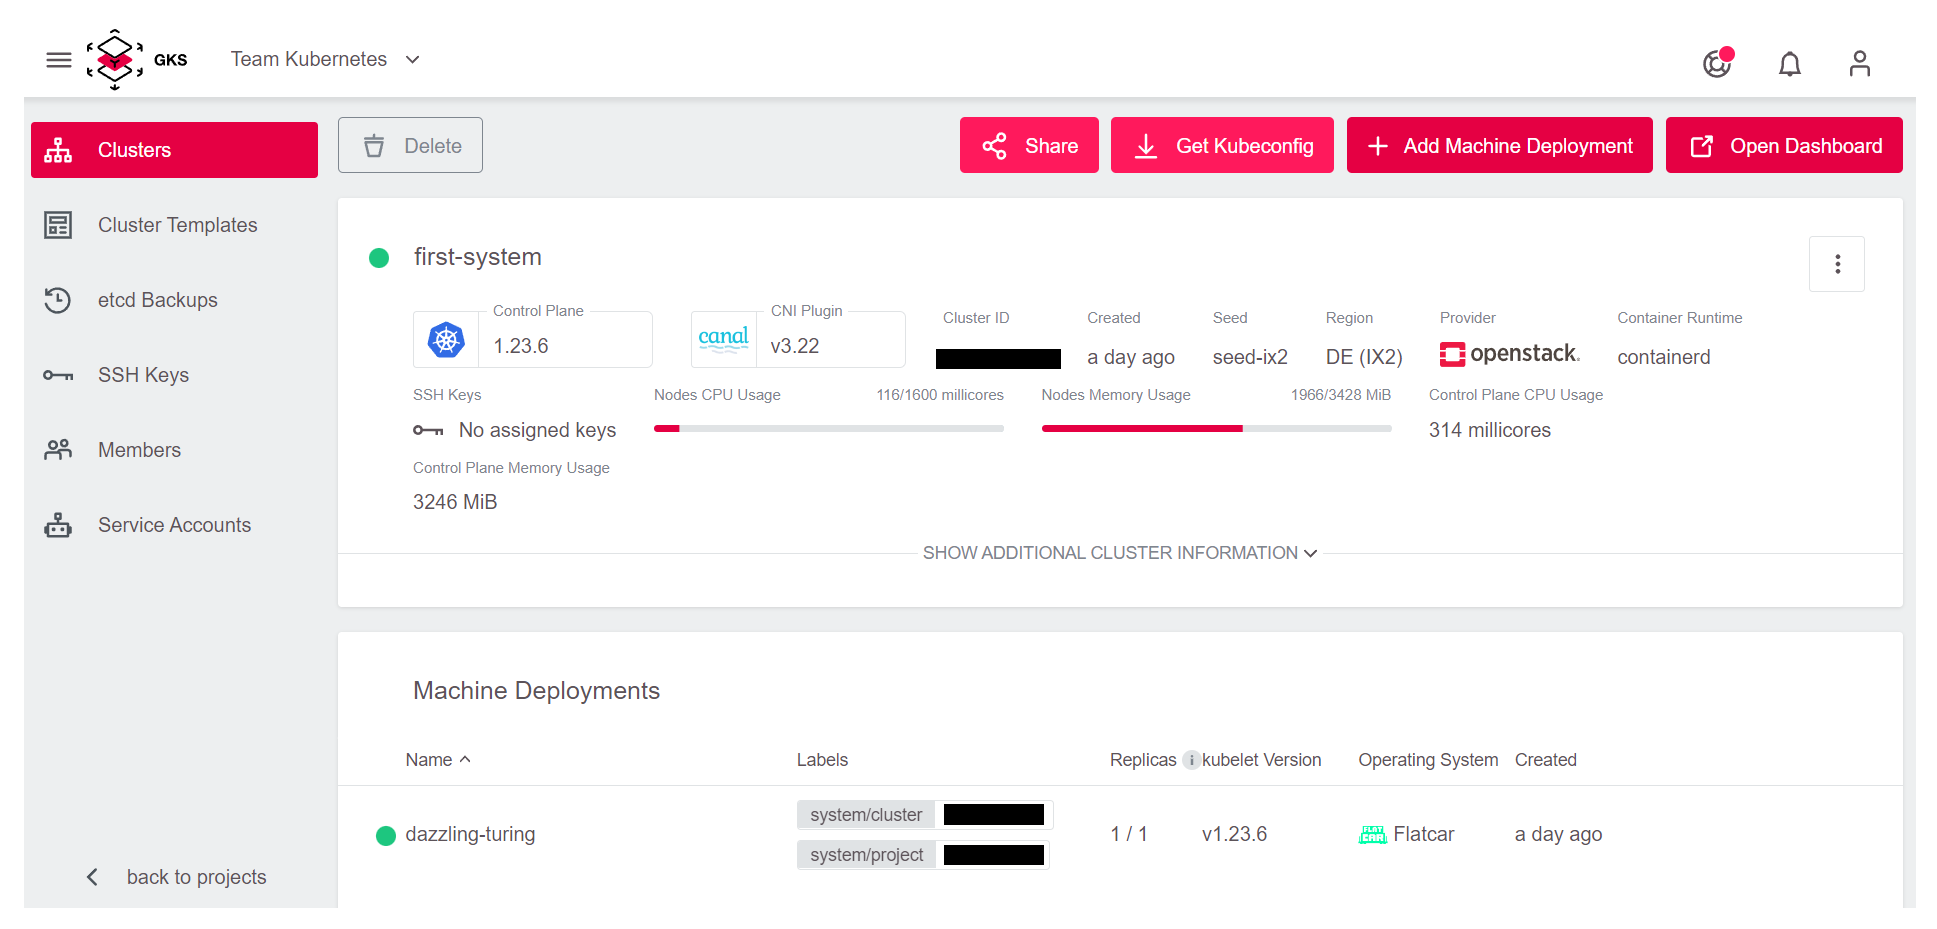 GKS
Team Kubernetes
Clusters
Cluster Templates
etcd Backups
SSH Keys
Members
Service Accounts
back to projects
Delete
Share
Get Kubeconfig
Add Machine Deployment
Open Dashboard
first-system
Control Plane
1.23.6
canal
CNI Plugin
v3.22
Cluster ID
Created
a day ago
Seed
seed-ix2
Region
DE (IX2)
Provider
openstack.
Container Runtime
containerd
SSH Keys
No assigned keys
Nodes CPU Usage 116/1600 millicores
Nodes Memory Usage 1966/3428 MiB
Control Plane CPU Usage
314 millicores
Control Plane Memory Usage
3246 MiB
SHOW ADDITIONAL CLUSTER INFORMATION
Machine Deployments
Name Labels Replicas i kubelet Version Operating System Created
dazzling-turing
system/cluster
system/project
1 / 1
v1.23.6
FLAT
CAR
Flatcar
a day ago